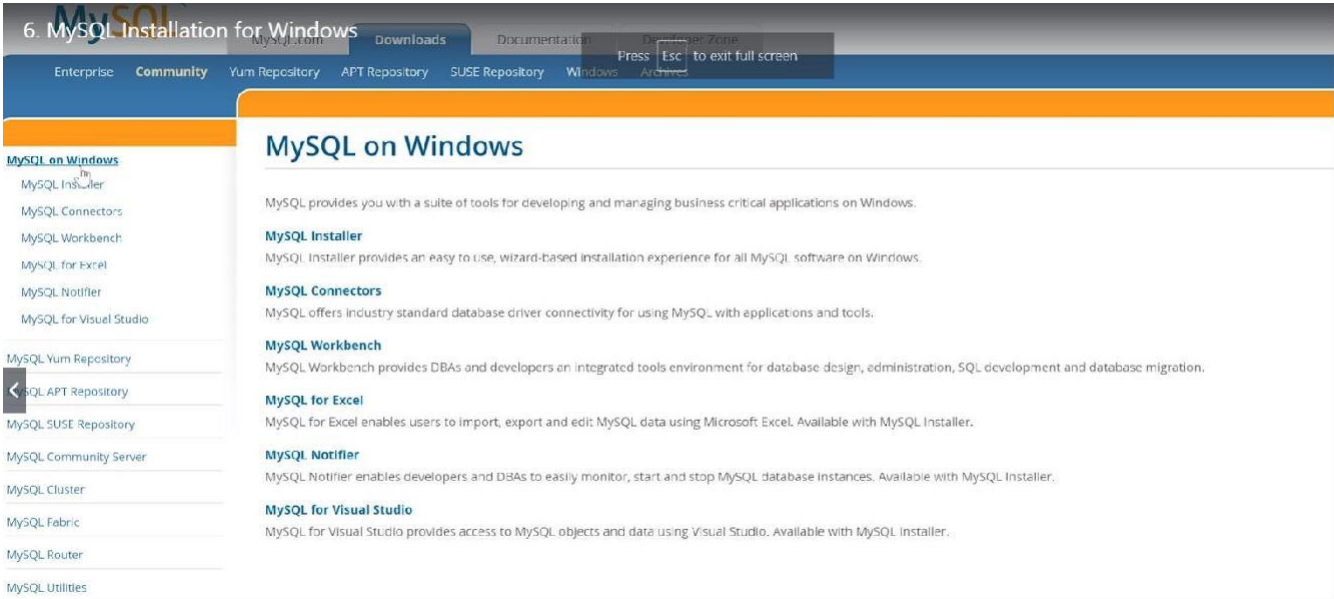 MySQL
6. MySQL Installation for Windows
MySQL.com Downloads Documentation Developer Zone
Press Esc to exit full screen
Enterprise Community Yum Repository APT Repository SUSE Repository Windows Archives
MySQL on Windows
MySQL Installer
MySQL Connectors
MySQL Workbench
MySQL for Excel
MySQL Notifier
MySQL for Visual Studio
MySQL Yum Repository
MySQL APT Repository
MySQL SUSE Repository
MySQL Community Server
MySQL Cluster
MySQL Fabric
MySQL Router
MySQL Utilities
MySQL on Windows
MySQL provides you with a suite of tools for developing and managing business critical applications on Windows.
MySQL Installer
MySQL Installer provides an easy to use, wizard-based installation experience for all MySQL software on Windows.
MySQL Connectors
MySQL offers industry standard database driver connectivity for using MySQL with applications and tools.
MySQL Workbench
MySQL Workbench provides DBAs and developers an integrated tools environment for database design, administration, SQL development and database migration.
MySQL for Excel
MySQL for Excel enables users to import, export and edit MySQL data using Microsoft Excel. Available with MySQL Installer.
MySQL Notifier
MySQL Notifier enables developers and DBAs to easily monitor, start and stop MySQL database instances. Available with MySQL Installer.
MySQL for Visual Studio
MySQL for Visual Studio provides access to MySQL objects and data using Visual Studio. Available with MySQL Installer.